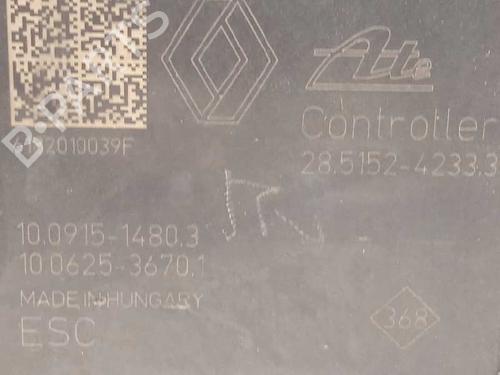 Ate
Controller
28.5152-4233.3
10.0915-1480.3
10.0625-3670.1
MADE IN HUNGARY
ESC
368
B-PARTS